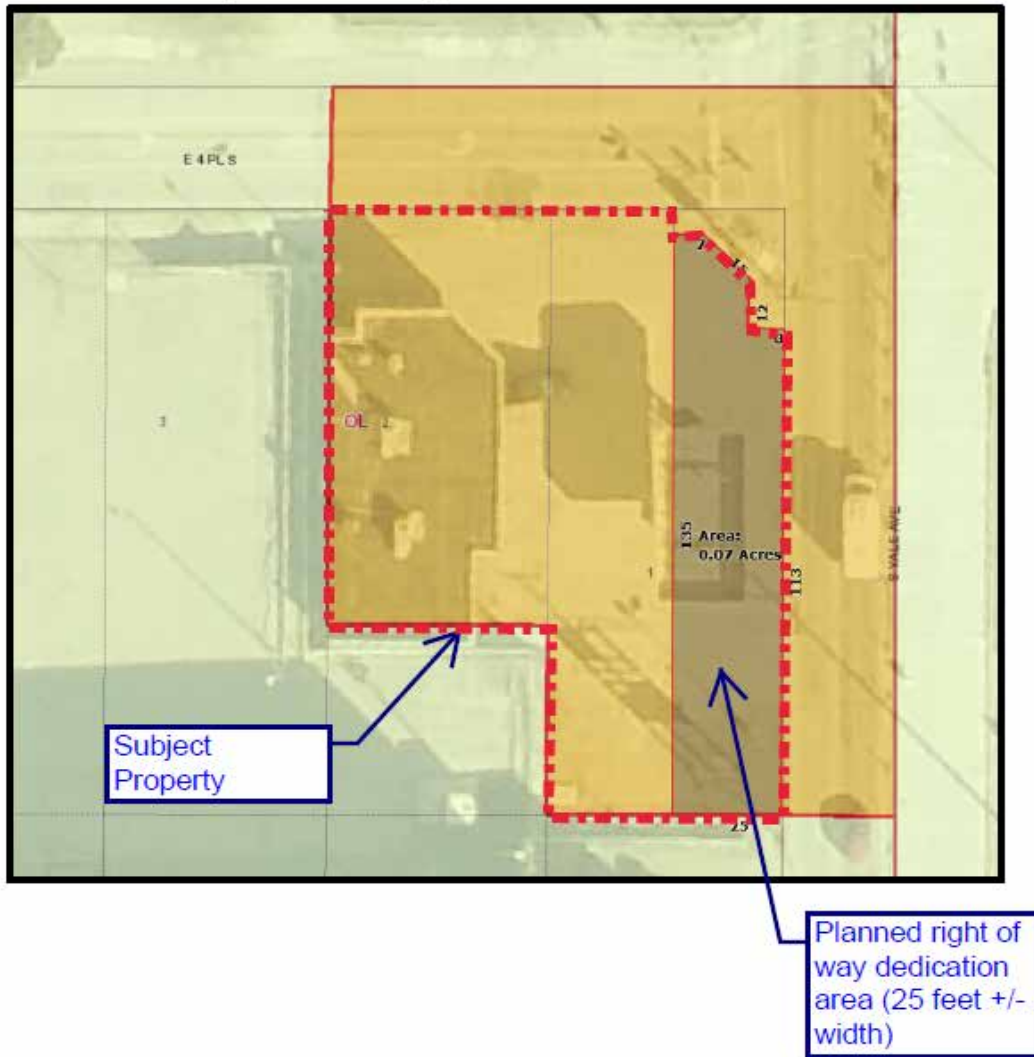 E 4 PL S
7
15
12
4
3
OL 2
135
Area:
0.07 Acres
1
113
S YALE AVE
25
Subject
Property
Planned right of
way dedication
area (25 feet +/-
width)